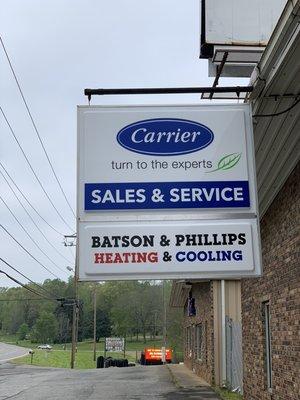 Carrier
turn to the experts
SALES & SERVICE
BATSON & PHILLIPS
HEATING & COOLING